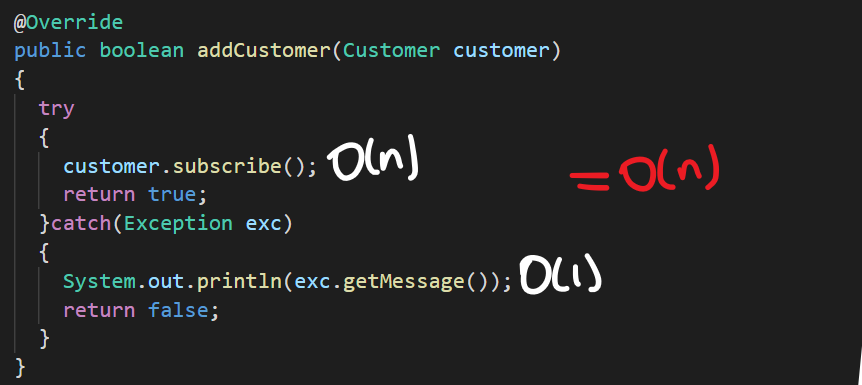 @Override
public boolean addCustomer(Customer customer)
{
try
{
customer.subscribe(); O(n)
return true; = O(n)
}catch(Exception exc)
{
System.out.println(exc.getMessage()); O(1)
return false;
}
}